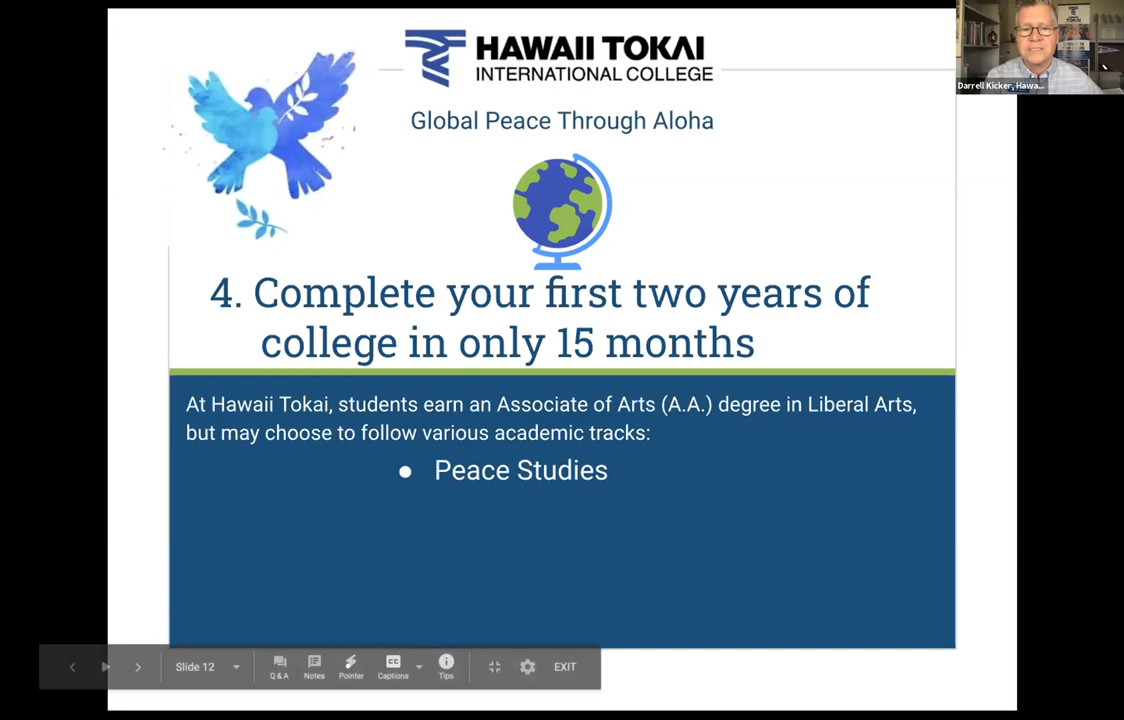 HAWAII TOKAI
INTERNATIONAL COLLEGE
Global Peace Through Aloha
Darrell Kicker, Hawa...
4. Complete your first two years of
college in only 15 months
At Hawaii Tokai, students earn an Associate of Arts (A.A.) degree in Liberal Arts,
but may choose to follow various academic tracks:
● Peace Studies
Slide 12
Q & A
Notes
Pointer
CC
Captions
Tips
EXIT